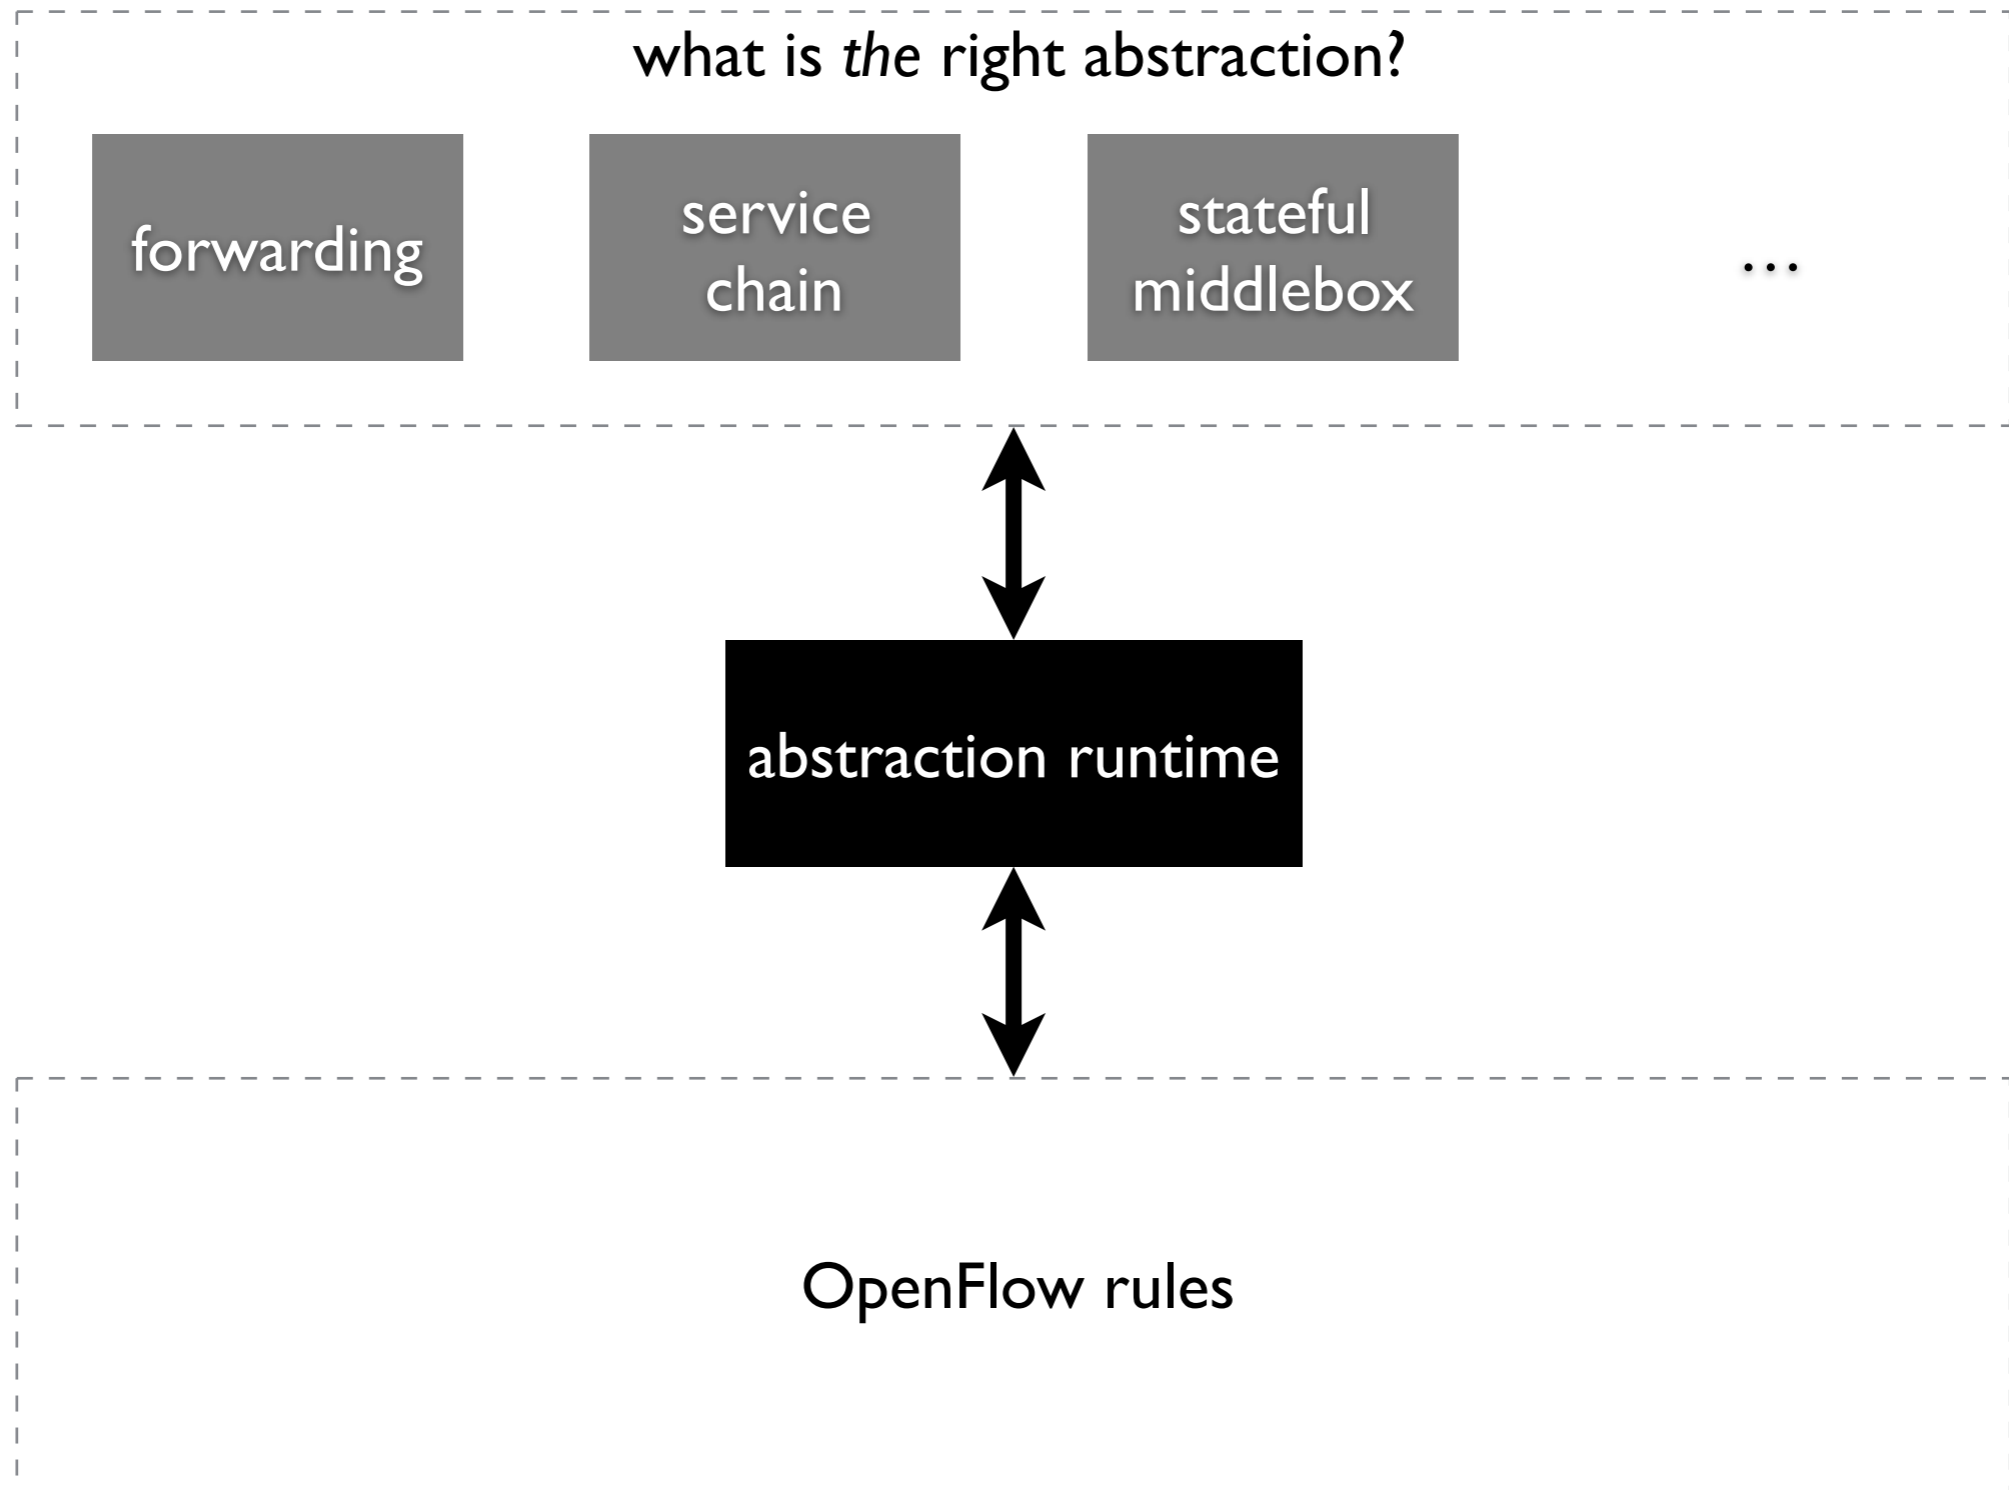 what is the right abstraction?
forwarding
service
chain
stateful
middlebox
...
abstraction runtime
OpenFlow rules